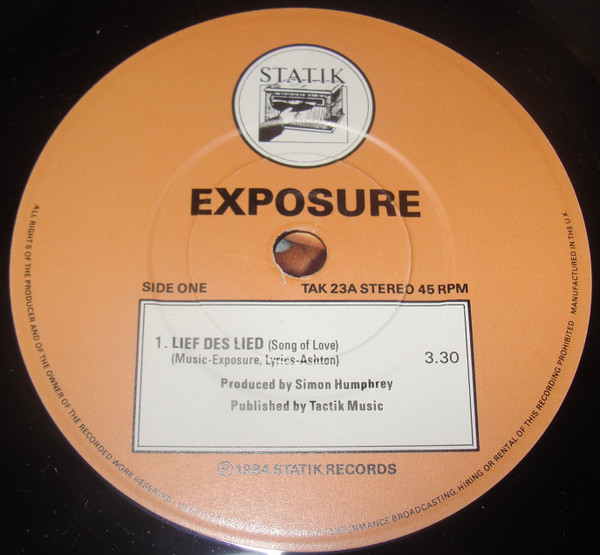 STATIK
EXPOSURE
SIDE ONE
TAK 23A STEREO 45 RPM
1. LIEF DES LIED (Song of Love)
(Music-Exposure, Lyrics-Ashton)
3.30
Produced by Simon Humphrey
Published by Tactik Music
℗1984 STATIK RECORDS
ALL RIGHTS OF THE PRODUCER AND OF THE OWNER OF THE RECORDED WORK RESERVED. PERFORMANCE BROADCASTING, HIRING OR RENTAL OF THIS RECORDING PROHIBITED MANUFACTURED IN THE U.K.